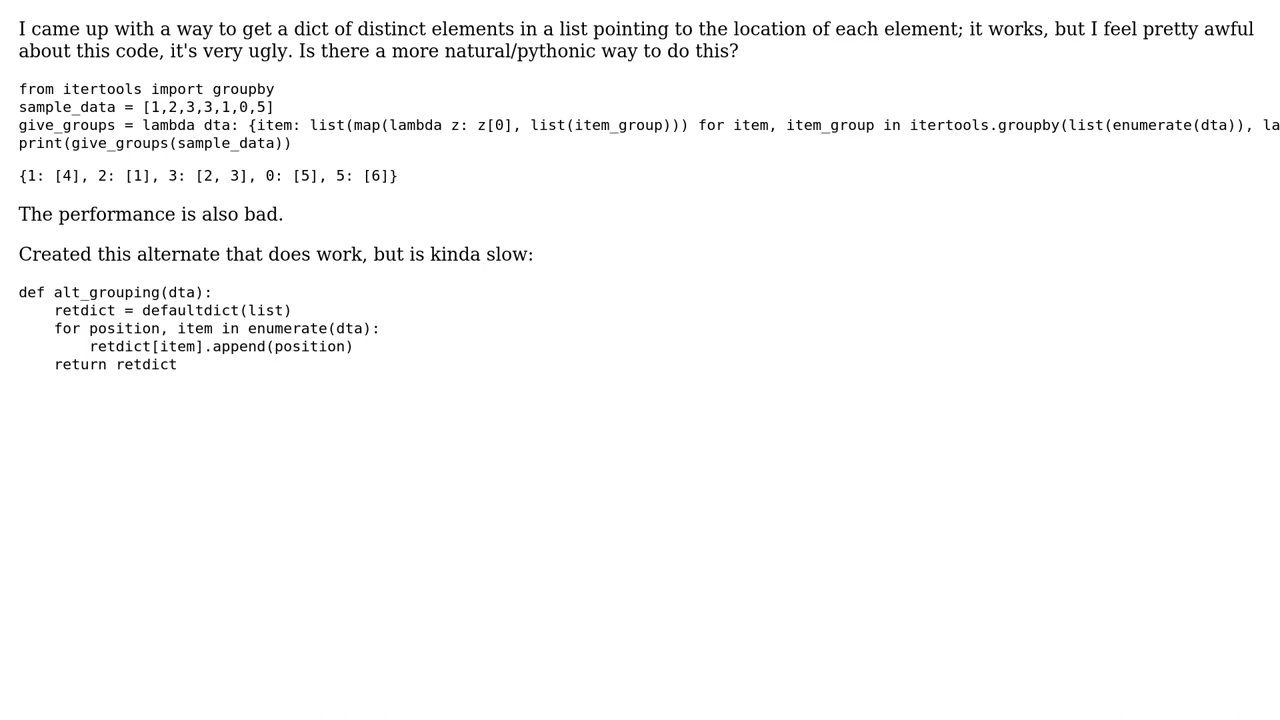 I came up with a way to get a dict of distinct elements in a list pointing to the location of each element; it works, but I feel pretty awful
about this code, it's very ugly. Is there a more natural/pythonic way to do this?
from itertools import groupby
sample_data = [1,2,3,3,1,0,5]
give_groups = lambda dta: {item: list(map(lambda z: z[0], list(item_group))) for item, item_group in itertools.groupby(list(enumerate(dta)), la
print(give_groups(sample_data))
{1: [4], 2: [1], 3: [2, 3], 0: [5], 5: [6]}
The performance is also bad.
Created this alternate that does work, but is kinda slow:
def alt_grouping(dta):
    retdict = defaultdict(list)
    for position, item in enumerate(dta):
        retdict[item].append(position)
    return retdict